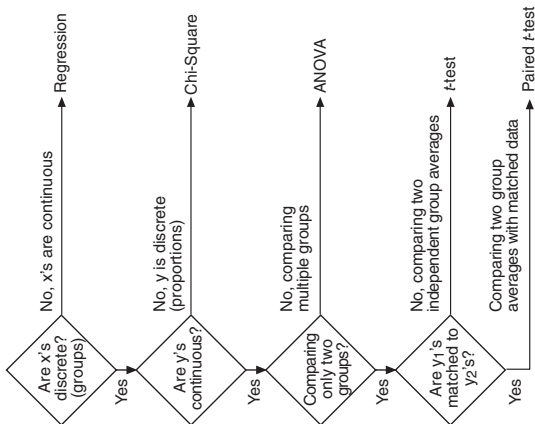 Are x's
discrete?
(groups)
No, x's are continuous
Regression
Yes
Are y's
continuous?
No, y is discrete
(proportions)
Chi-Square
Yes
Comparing
only two
groups?
No, comparing
multiple groups
ANOVA
Yes
Are y1's
matched to
y2's?
No, comparing two
independent group averages
t-test
Yes
Comparing two group
averages with matched data
Paired t-test